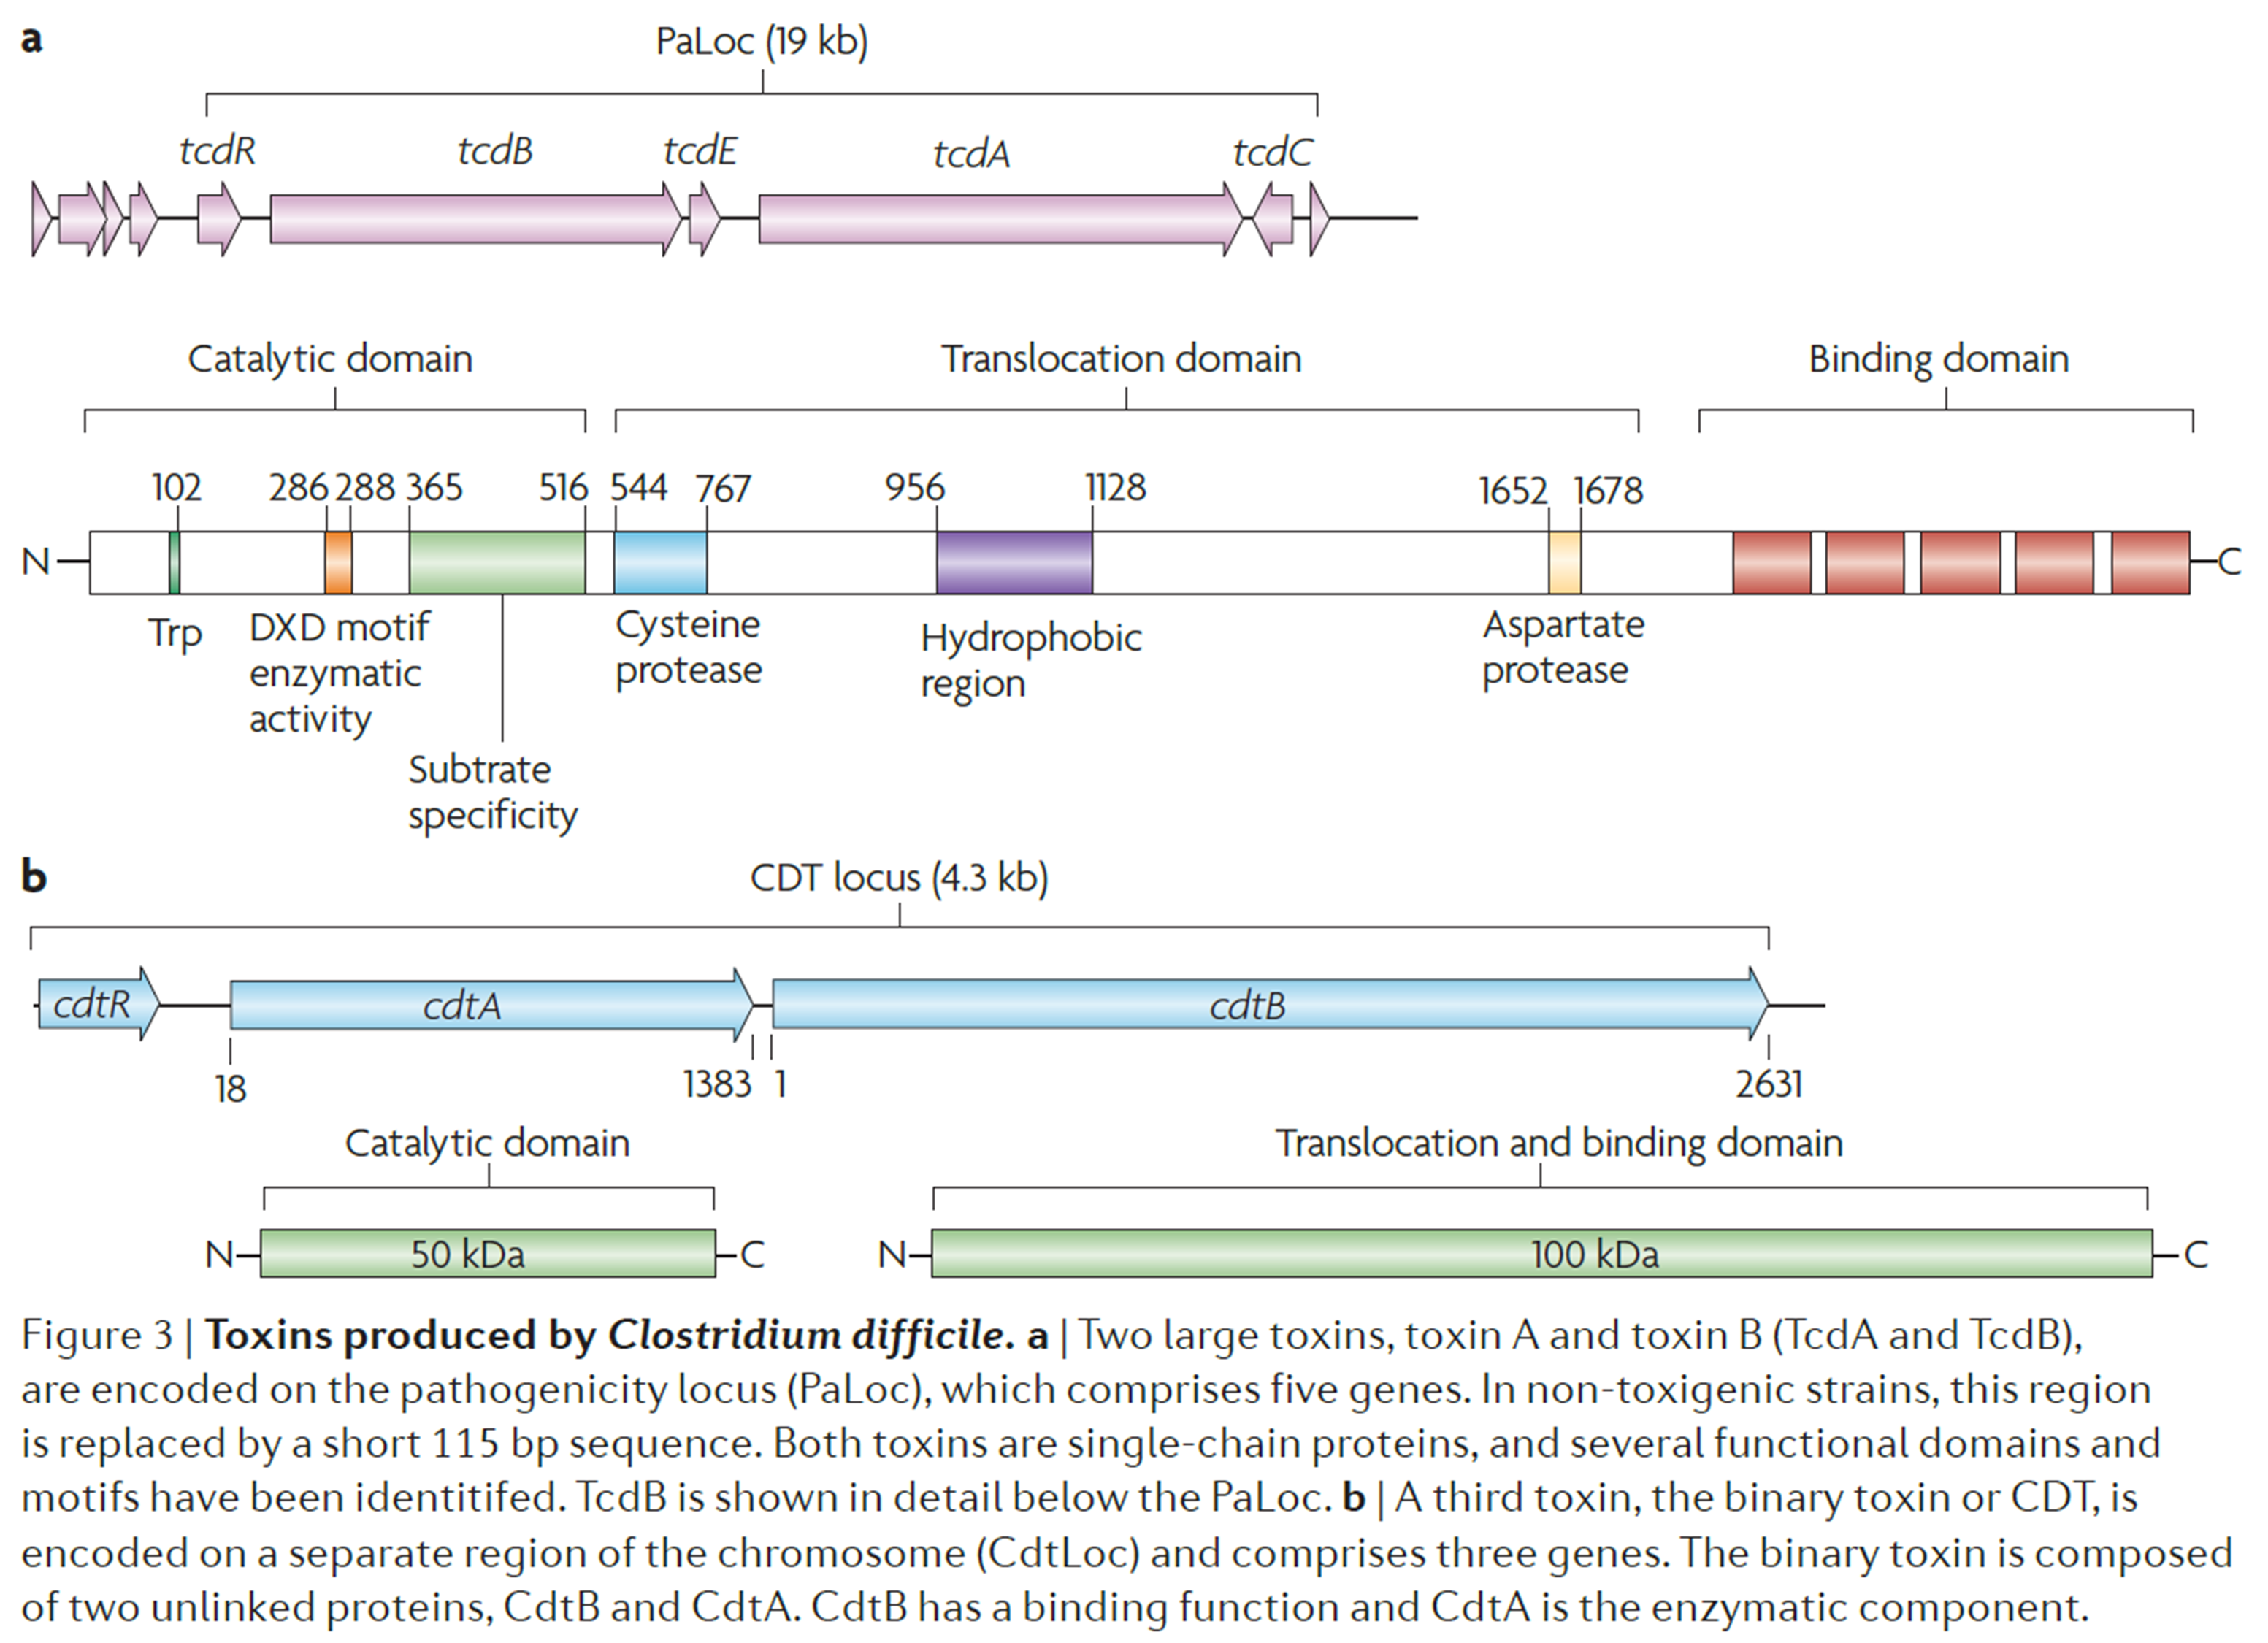 a
PaLoc (19 kb)
tcdR tcdB tcdE tcdA tcdC
Catalytic domain Translocation domain Binding domain
102 286 288 365 516 544 767 956 1128 1652 1678
N C
Trp
DXD motif
enzymatic
activity
Subtrate
specificity
Cysteine
protease
Hydrophobic
region
Aspartate
protease
b
CDT locus (4.3 kb)
cdtR cdtA cdtB
18 1383 1 2631
Catalytic domain Translocation and binding domain
N 50 kDa C N 100 kDa C
Figure 3 | Toxins produced by Clostridium difficile. a | Two large toxins, toxin A and toxin B (TcdA and TcdB),
are encoded on the pathogenicity locus (PaLoc), which comprises five genes. In non-toxigenic strains, this region
is replaced by a short 115 bp sequence. Both toxins are single-chain proteins, and several functional domains and
motifs have been identitifed. TcdB is shown in detail below the PaLoc. b | A third toxin, the binary toxin or CDT, is
encoded on a separate region of the chromosome (CdtLoc) and comprises three genes. The binary toxin is composed
of two unlinked proteins, CdtB and CdtA. CdtB has a binding function and CdtA is the enzymatic component.